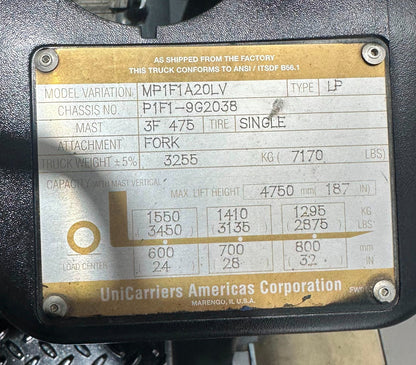 AS SHIPPED FROM THE FACTORY
THIS TRUCK CONFORMS TO ANSI / ITSDF B56.1
MODEL VARIATION MP1F1A20LV TYPE LP
CHASSIS NO. P1F1-9G2038
MAST 3F 475 TIRE SINGLE
ATTACHMENT FORK
TRUCK WEIGHT ±5% 3255 KG ( 7170 LBS)
CAPACITY WITH MAST VERTICAL
MAX. LIFT HEIGHT 4750 mm ( 187 IN)
1550 1410 1295 KG
( 3450 ) ( 3135 ) ( 2875 ) LBS
600 700 800 mm
LOAD CENTER ( 24 ) ( 28 ) ( 32 ) IN
UniCarriers Americas Corporation
MARENGO, IL U.S.A.